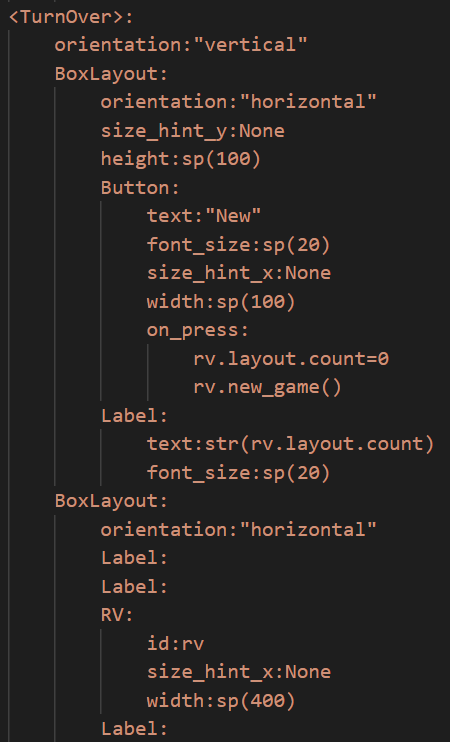 <TurnOver>:
    orientation:"vertical"
    BoxLayout:
        orientation:"horizontal"
        size_hint_y:None
        height:sp(100)
        Button:
            text:"New"
            font_size:sp(20)
            size_hint_x:None
            width:sp(100)
            on_press:
                rv.layout.count=0
                rv.new_game()
        Label:
            text:str(rv.layout.count)
            font_size:sp(20)
    BoxLayout:
        orientation:"horizontal"
        Label:
        Label:
        RV:
            id:rv
            size_hint_x:None
            width:sp(400)
        Label: